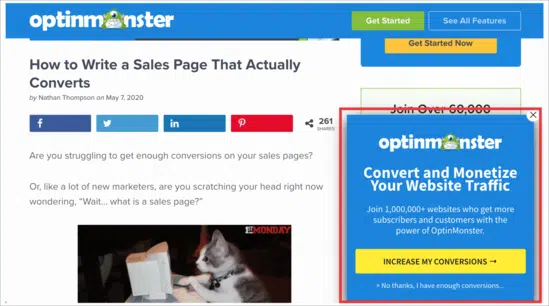 optinmonster
Get Started
See All Features
Get Started Now
How to Write a Sales Page That Actually
Converts
by Nathan Thompson on May 7, 2020
261
SHARES
Join Over 60,000
Are you struggling to get enough conversions on your sales pages?
Or, like a lot of new marketers, are you scratching your head right now
wondering, “Wait… what is a sales page?”
MONDAY
optinmonster
Convert and Monetize
Your Website Traffic
Join 1,000,000+ websites who get more
subscribers and customers with the
power of OptinMonster.
INCREASE MY CONVERSIONS →
× No thanks, I have enough conversions...